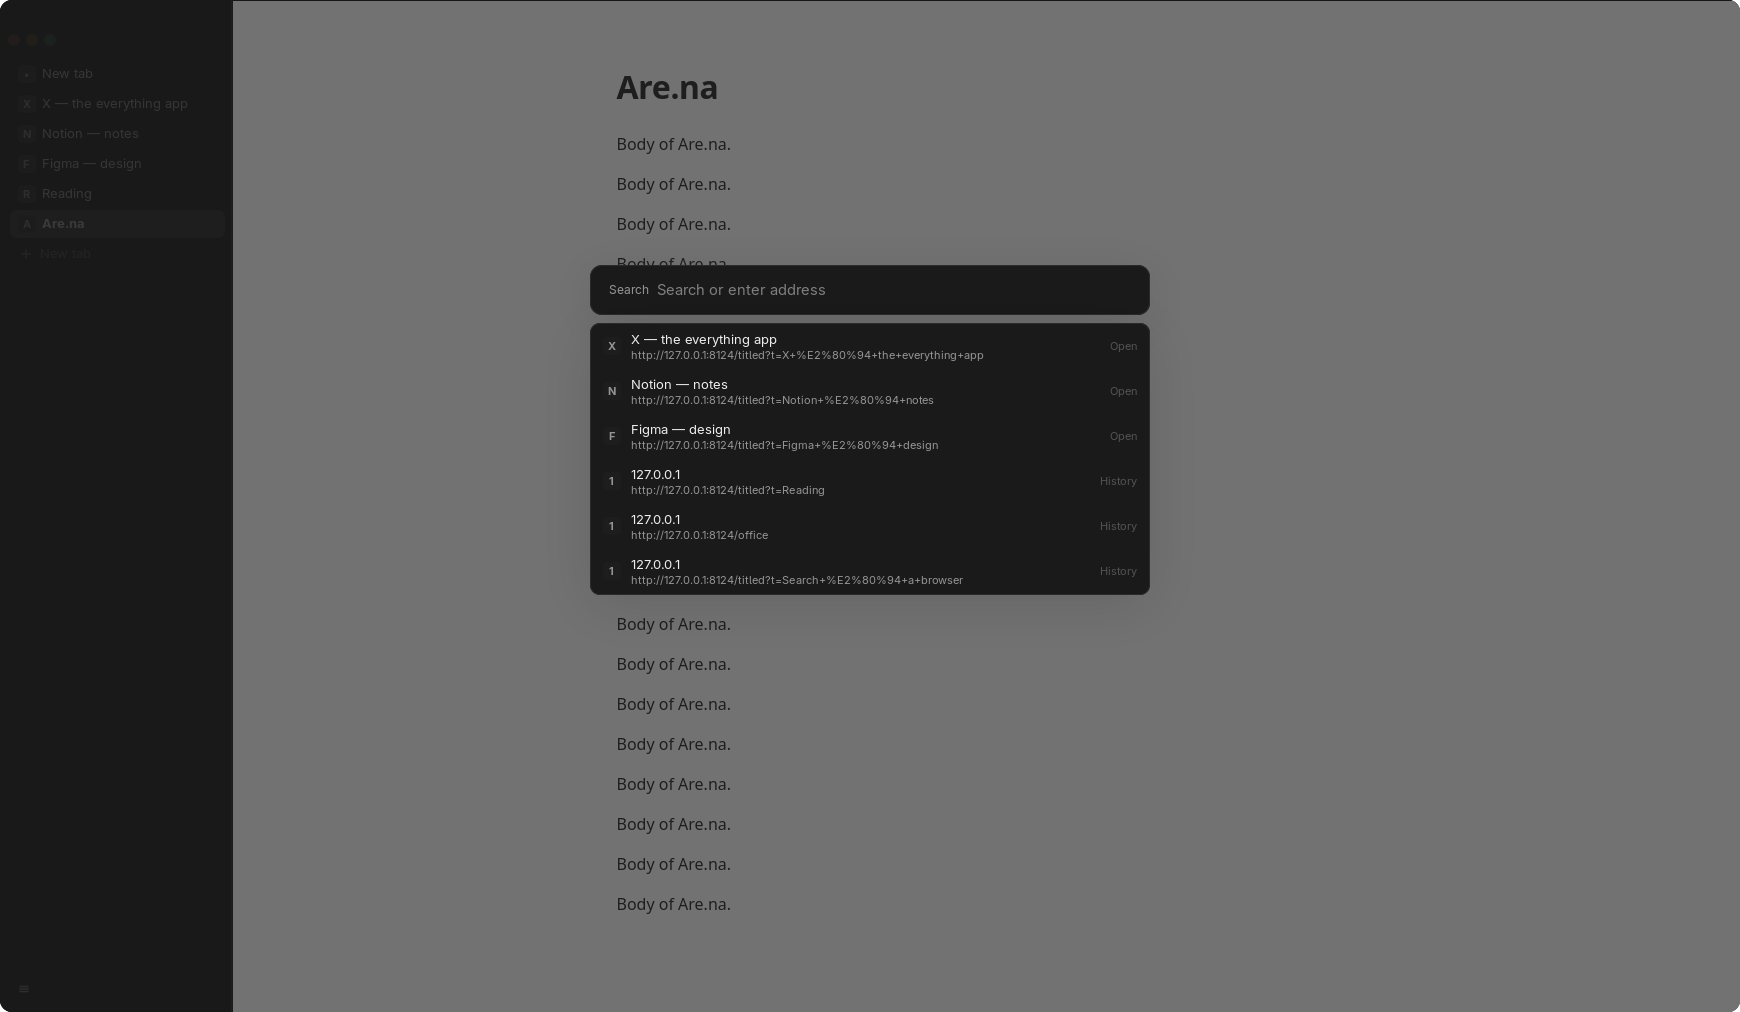 New tab
X X — the everything app
N Notion — notes
F Figma — design
R Reading
A Are.na
+ New tab
Are.na
Body of Are.na.
Body of Are.na.
Body of Are.na.
Body of Are.na.
Search Search or enter address
X X — the everything app
http://127.0.0.1:8124/titled?t=X+%E2%80%94+the+everything+app
Open
N Notion — notes
http://127.0.0.1:8124/titled?t=Notion+%E2%80%94+notes
Open
F Figma — design
http://127.0.0.1:8124/titled?t=Figma+%E2%80%94+design
Open
1 127.0.0.1
http://127.0.0.1:8124/titled?t=Reading
History
1 127.0.0.1
http://127.0.0.1:8124/office
History
1 127.0.0.1
http://127.0.0.1:8124/titled?t=Search+%E2%80%94+a+browser
History
Body of Are.na.
Body of Are.na.
Body of Are.na.
Body of Are.na.
Body of Are.na.
Body of Are.na.
Body of Are.na.
Body of Are.na.